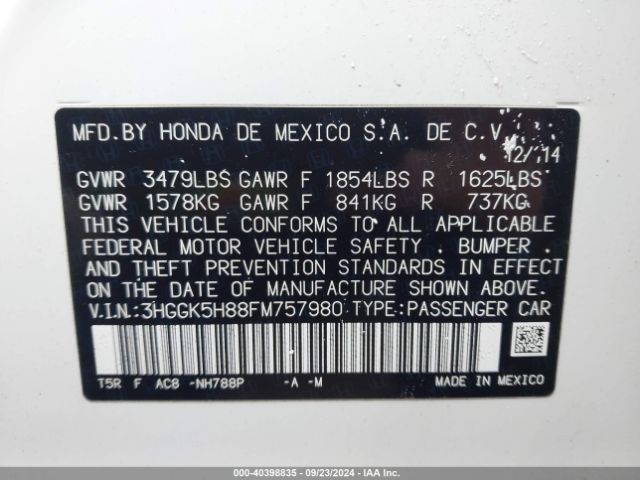 MFD.BY HONDA DE MEXICO S.A. DE C.V.
12/14
GVWR 3479LBS GAWR F 1854LBS R 1625LBS
GVWR 1578KG GAWR F 841KG R 737KG
THIS VEHICLE CONFORMS TO ALL APPLICABLE
FEDERAL MOTOR VEHICLE SAFETY . BUMPER .
AND THEFT PREVENTION STANDARDS IN EFFECT
ON THE DATE OF MANUFACTURE SHOWN ABOVE.
V.I.N.:3HGGK5H88FM757980 TYPE:PASSENGER CAR
T5R F AC8 -NH788P -A -M MADE IN MEXICO
000-40398835 - 09/23/2024 - IAA Inc.